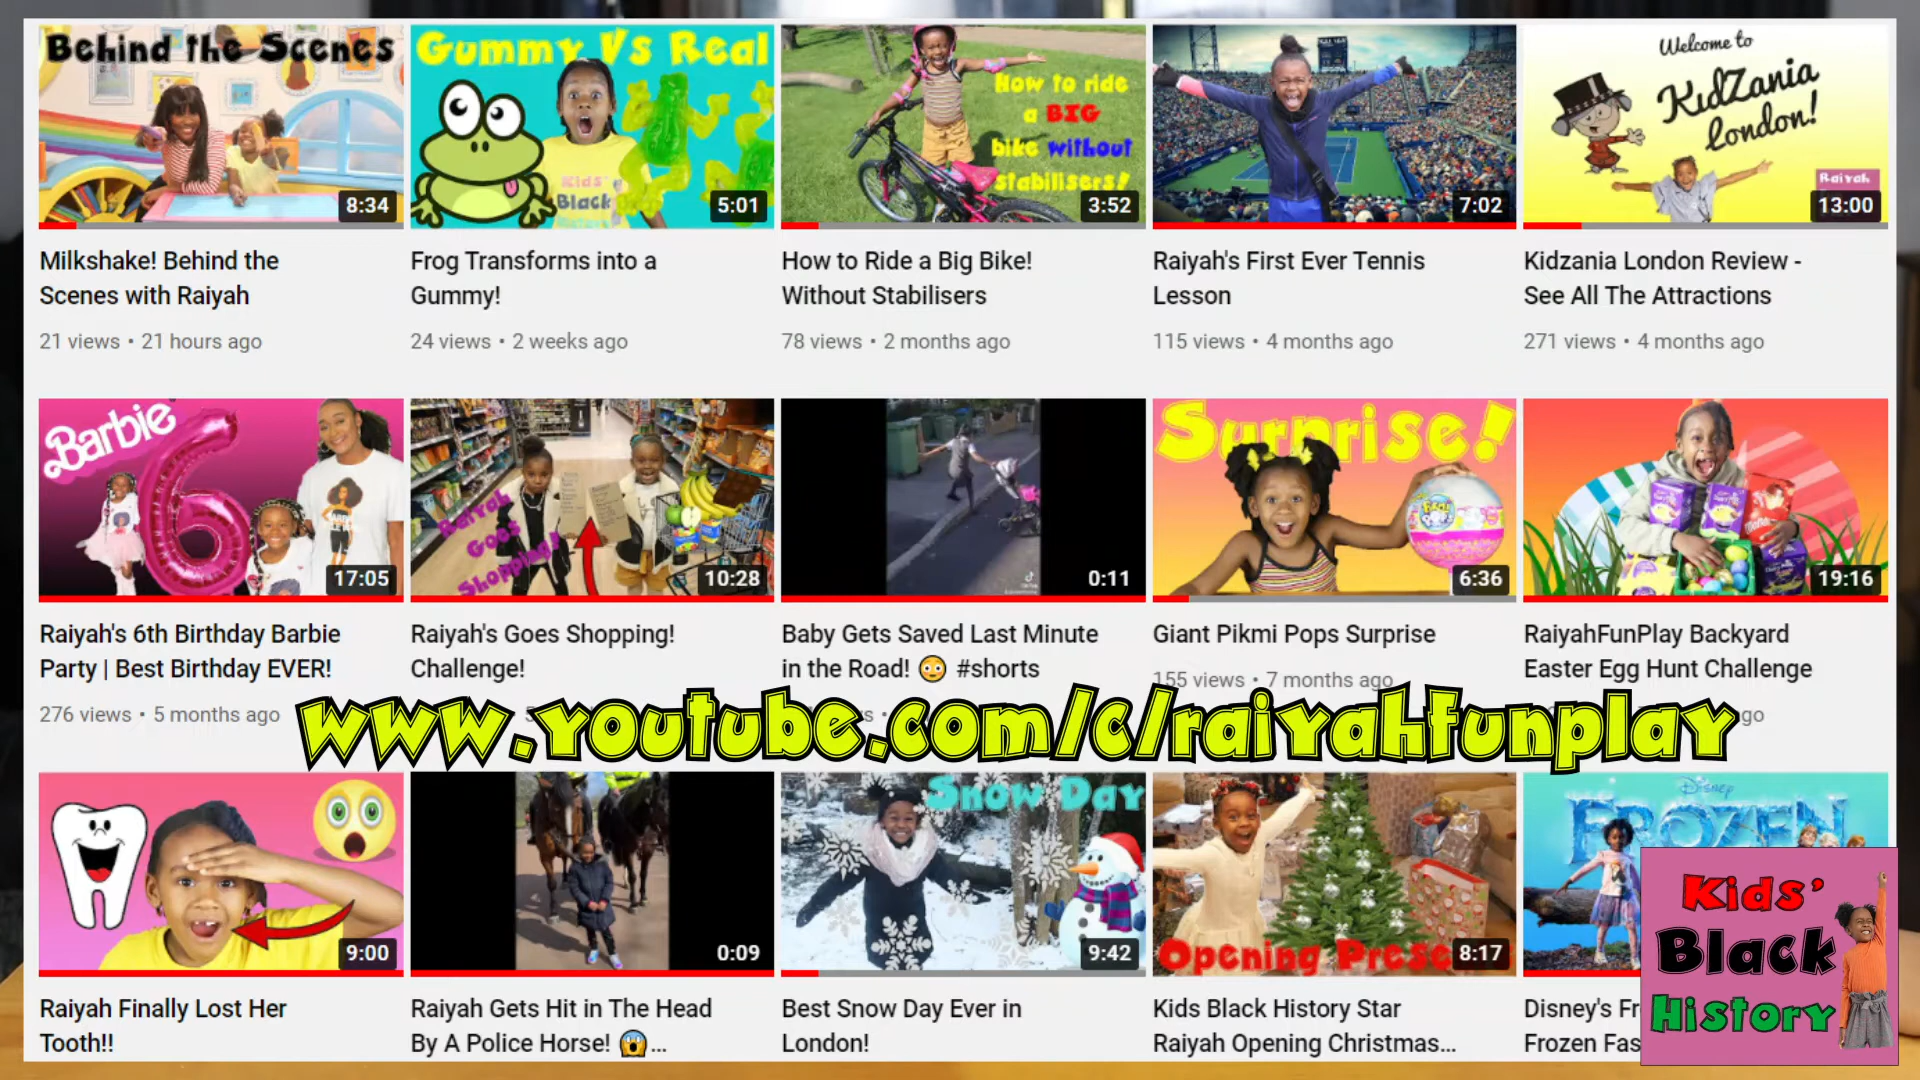 Behind the Scenes
8:34
Milkshake! Behind the
Scenes with Raiyah
21 views • 21 hours ago
Gummy Vs Real
Kids'
Black
5:01
Frog Transforms into a
Gummy!
24 views • 2 weeks ago
How to ride
a BIG
bike without
stabilisers!
3:52
How to Ride a Big Bike!
Without Stabilisers
78 views • 2 months ago
7:02
Raiyah's First Ever Tennis
Lesson
115 views • 4 months ago
Welcome to
KidZania
London!
Raiyah
13:00
Kidzania London Review -
See All The Attractions
271 views • 4 months ago
Barbie
6
17:05
Raiyah's 6th Birthday Barbie
Party | Best Birthday EVER!
276 views • 5 months ago
Raiyah
Goes
Shopping!
10:28
Raiyah's Goes Shopping!
Challenge!
0:11
Baby Gets Saved Last Minute
in the Road! 😳 #shorts
Surprise!
6:36
Giant Pikmi Pops Surprise
155 views • 7 months ago
19:16
RaiyahFunPlay Backyard
Easter Egg Hunt Challenge
www.youtube.com/c/raiyahfunplay
9:00
Raiyah Finally Lost Her
Tooth!!
0:09
Raiyah Gets Hit in The Head
By A Police Horse! 😱...
Snow Day
9:42
Best Snow Day Ever in
London!
Opening Prese
8:17
Kids Black History Star
Raiyah Opening Christmas...
Disney
FROZEN
Disney's Fr
Frozen Fas
Kids'
Black
History